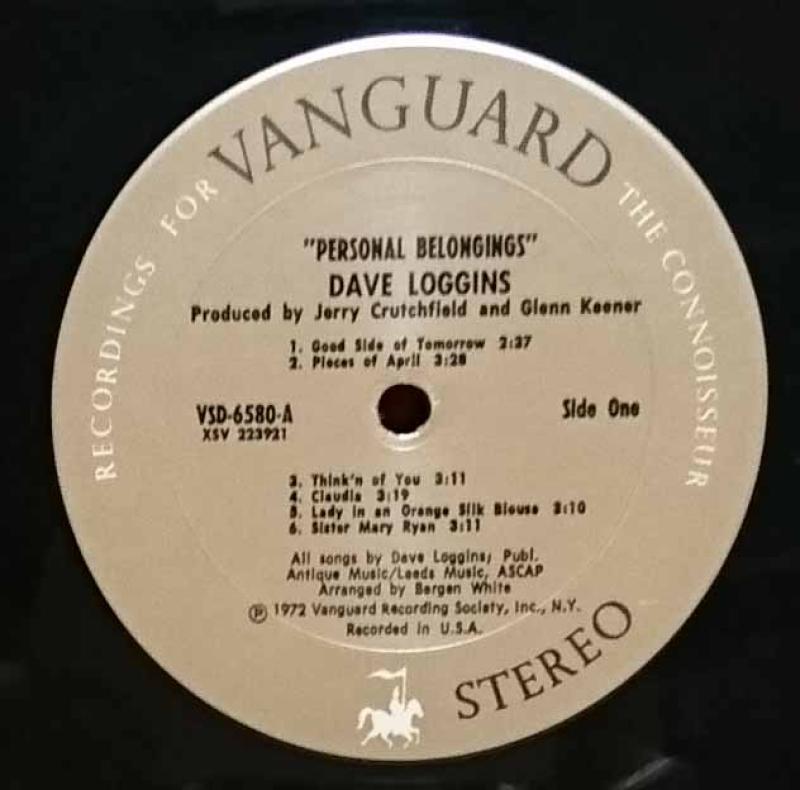 RECORDINGS FOR VANGUARD THE CONNOISSEUR
"PERSONAL BELONGINGS"
DAVE LOGGINS
Produced by Jerry Crutchfield and Glenn Keener
1. Good Side of Tomorrow 2:37
2. Pieces of April 3:28
VSD-6580-A
XSV 223921
Side One
3. Think'n of You 3:11
4. Claudia 3:19
5. Lady in an Orange Silk Blouse 3:10
6. Sister Mary Ryan 3:11
All songs by Dave Loggins; Publ.
Antique Music/Leeds Music, ASCAP
Arranged by Bergen White
Ⓟ 1972 Vanguard Recording Society, Inc., N.Y.
Recorded in U.S.A.
STEREO